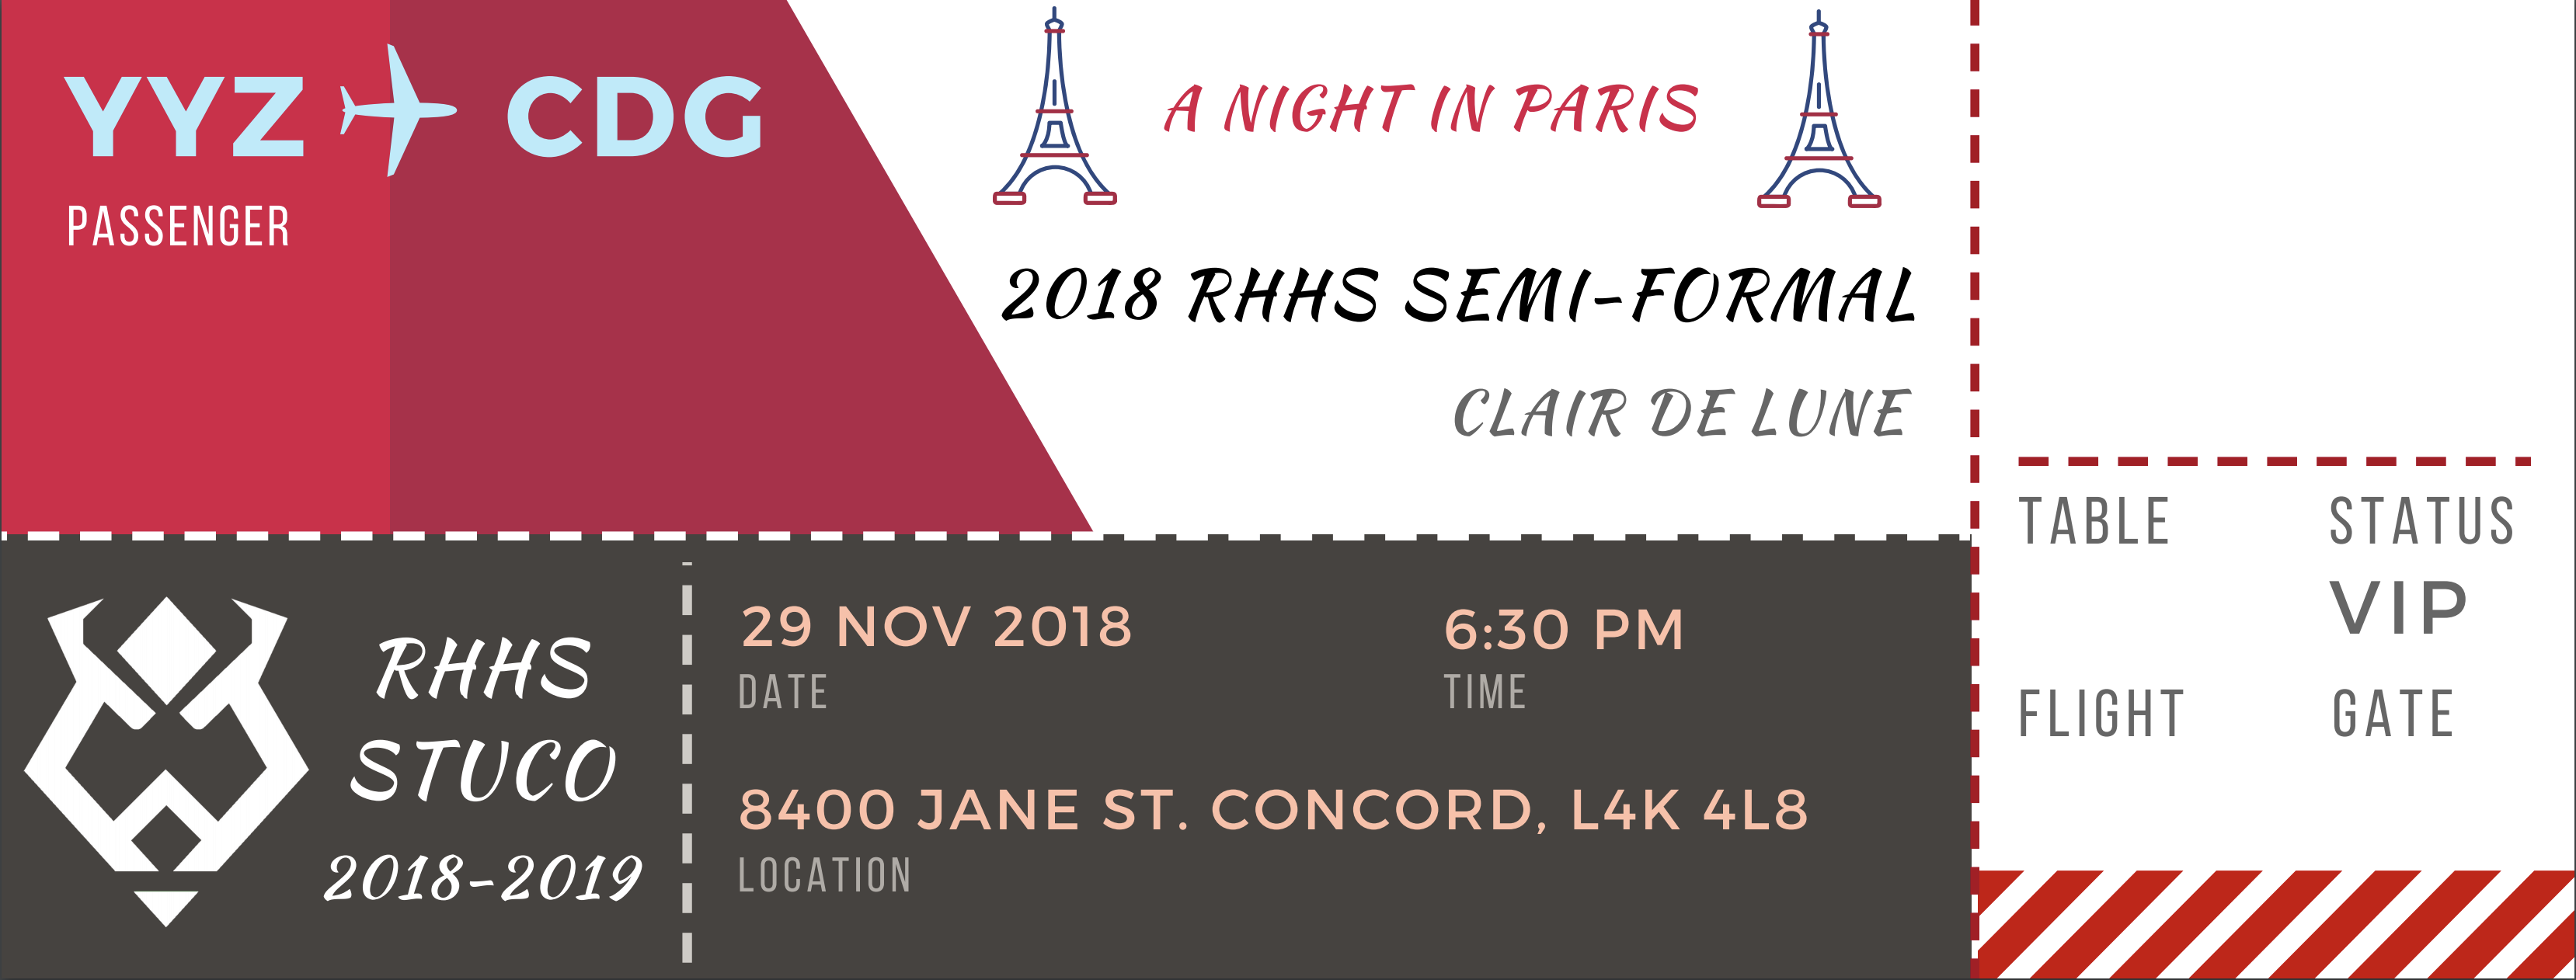 YYZ CDG
PASSENGER
A NIGHT IN PARIS
2018 RHHS SEMI-FORMAL
CLAIR DE LUNE
RHHS
STUCO
2018-2019
29 NOV 2018
DATE
6:30 PM
TIME
8400 JANE ST. CONCORD, L4K 4L8
LOCATION
TABLE
STATUS
VIP
FLIGHT
GATE